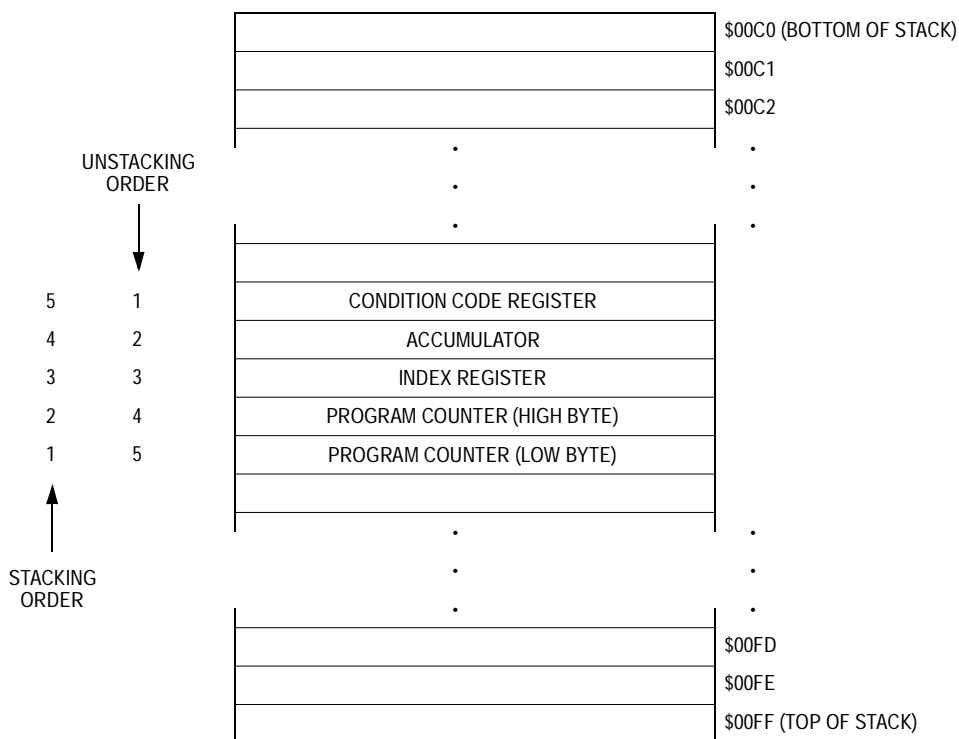 $00C0 (BOTTOM OF STACK)
$00C1
$00C2
UNSTACKING
ORDER
5 1 CONDITION CODE REGISTER
4 2 ACCUMULATOR
3 3 INDEX REGISTER
2 4 PROGRAM COUNTER (HIGH BYTE)
1 5 PROGRAM COUNTER (LOW BYTE)
STACKING
ORDER
$00FD
$00FE
$00FF (TOP OF STACK)